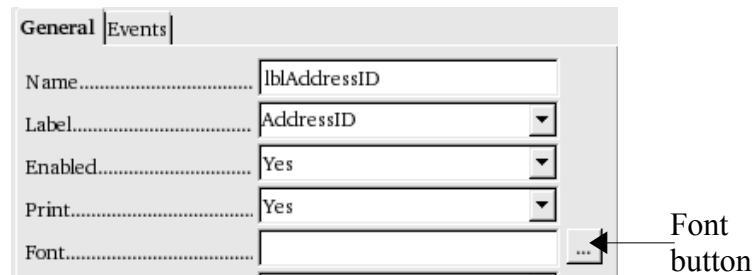 General Events
Name................................. lblAddressID
Label.................................. AddressID
Enabled............................. Yes
Print................................... Yes
Font.................................... ...
Font
button